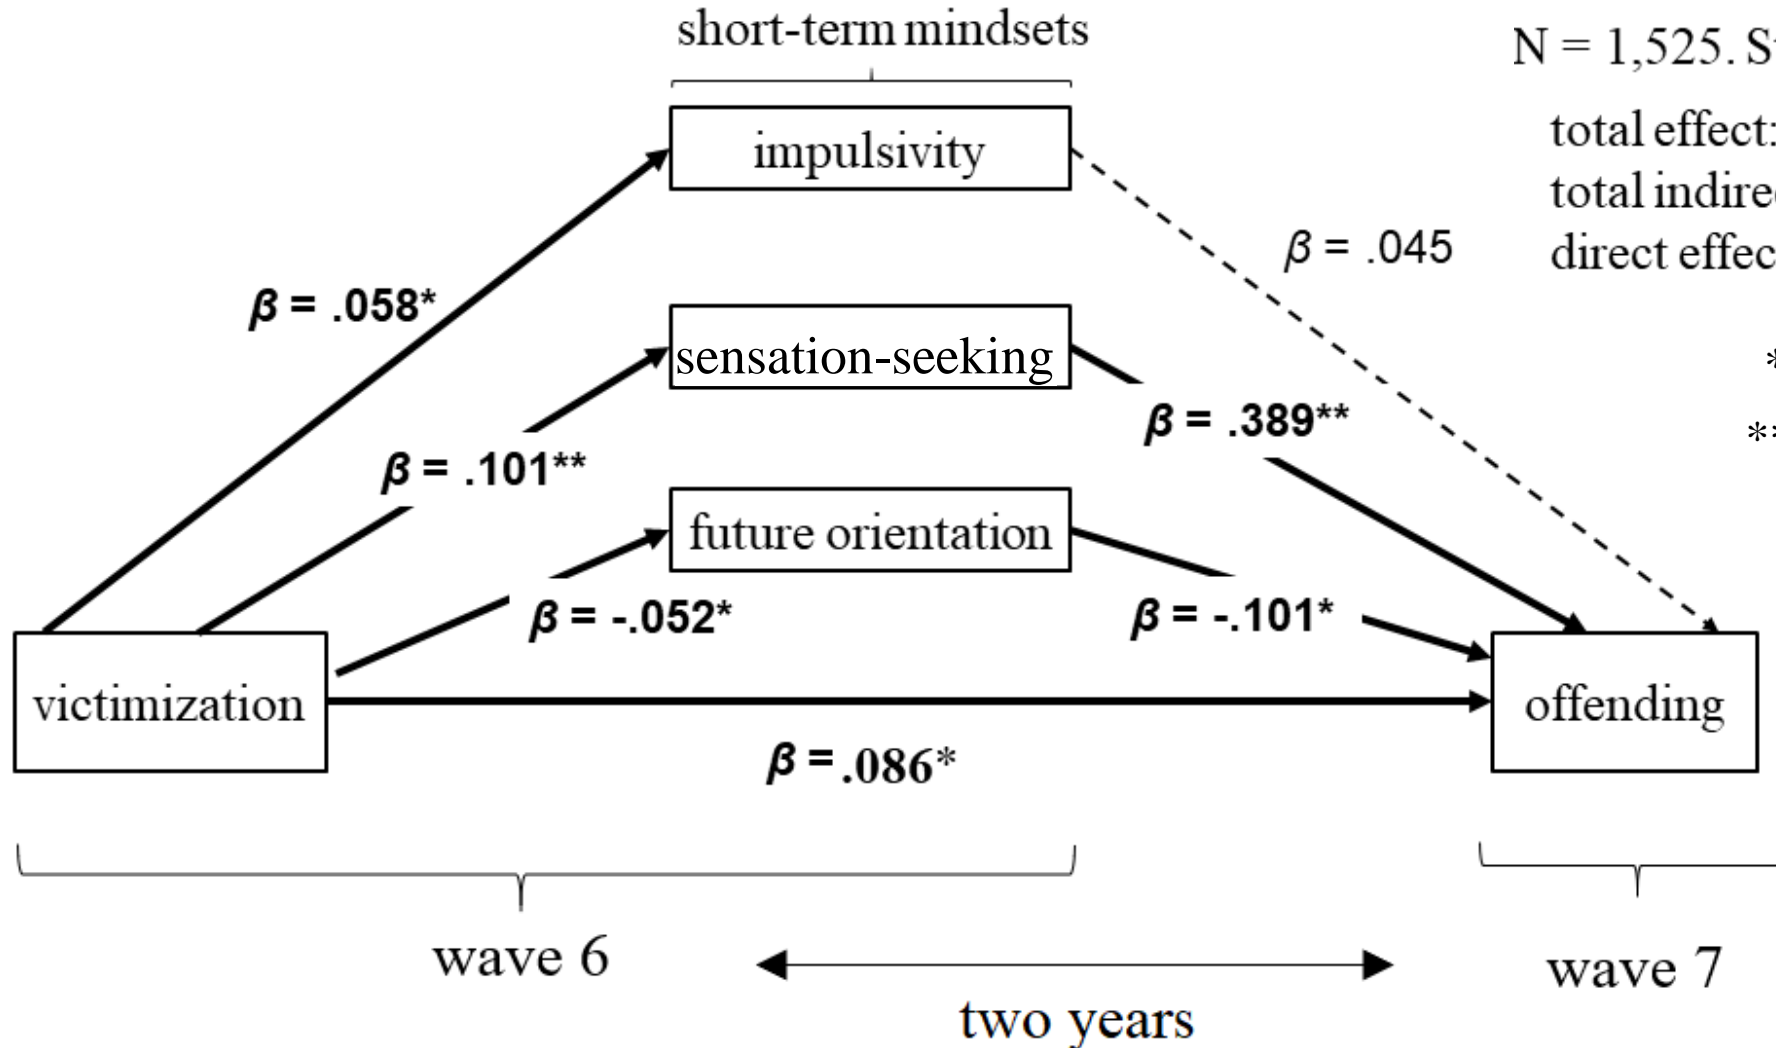 short-term mindsets
N = 1,525.
total effect:
total
direct
impulsivity
β = .045
β = .058*
sensation-seeking
*
β = .389**
**
β = .101**
future orientation
β = -.052*
β = -.101*
victimization
offending
β = .086*
wave 6
wave 7
two years